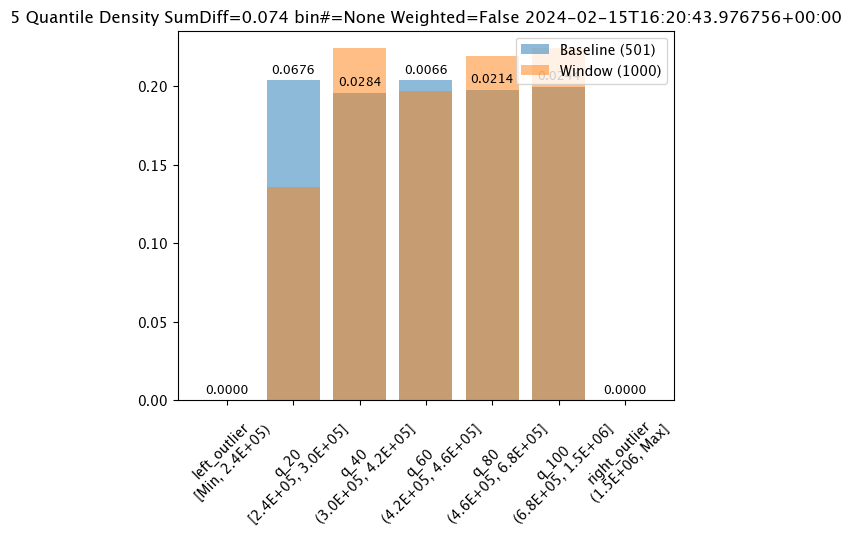 5 Quantile Density SumDiff=0.074 bin#=None Weighted=False 2024-02-15T16:20:43.976756+00:00
Baseline (501)
Window (1000)
0.20
0.15
0.10
0.05
0.00
0.0000
0.0676
0.0284
0.0066
0.0214
0.0000
left_outlier
[Min, 2.4E+05)
q_20
[2.4E+05, 3.0E+05]
q_40
(3.0E+05, 4.2E+05]
q_60
(4.2E+05, 4.6E+05]
q_80
(4.6E+05, 6.8E+05]
q_100
(6.8E+05, 1.5E+06]
right_outlier
(1.5E+06, Max]